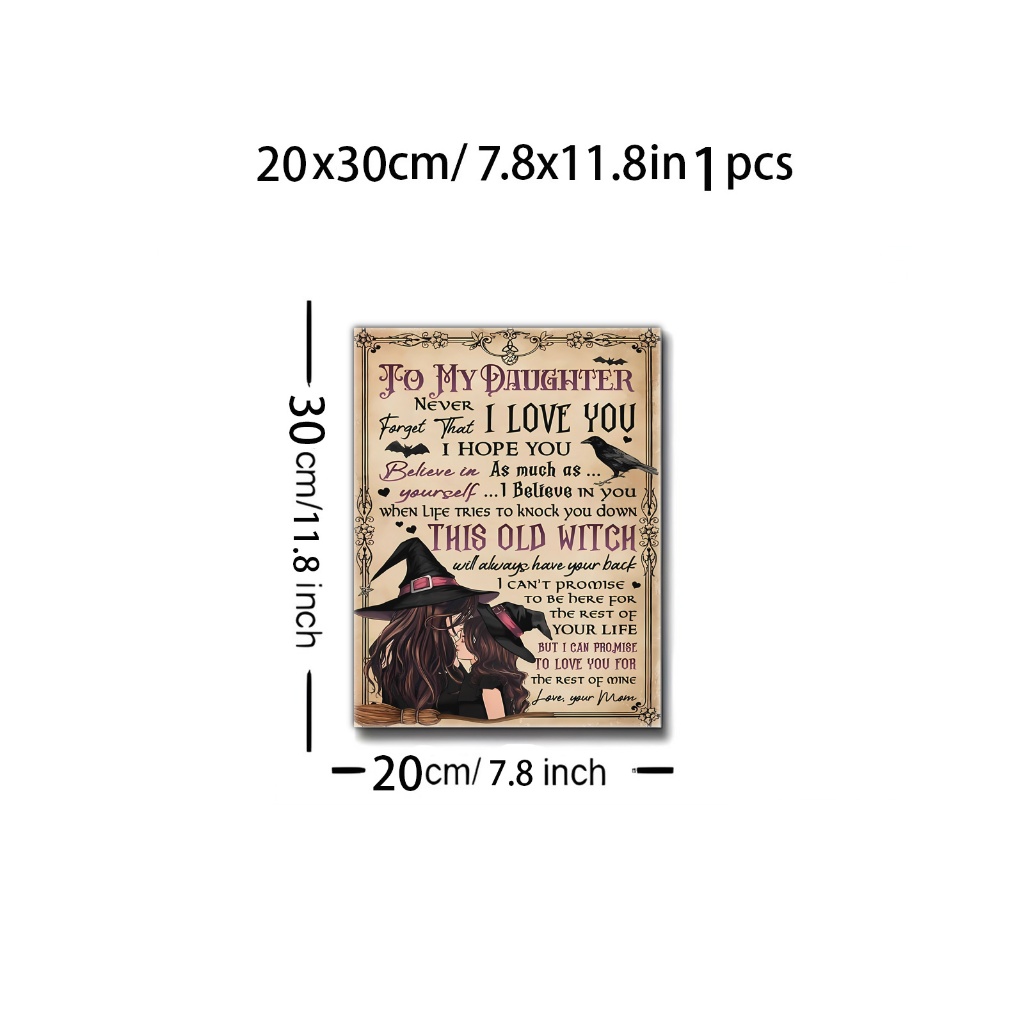 20x30cm/ 7.8x11.8in 1 pcs
30 cm/11.8 inch
To My Daughter
Never
Forget That I LOVE YOU
I HOPE YOU
Believe in As much as ...
yourself ...I Believe in you
when Life tries to knock you down
THIS OLD WITCH
will always have your back
I CAN'T PROMISE
TO BE HERE FOR
THE REST OF
YOUR LIFE
BUT I CAN PROMISE
TO LOVE YOU FOR
THE REST OF MINE
Love, your Mom
20cm/ 7.8 inch